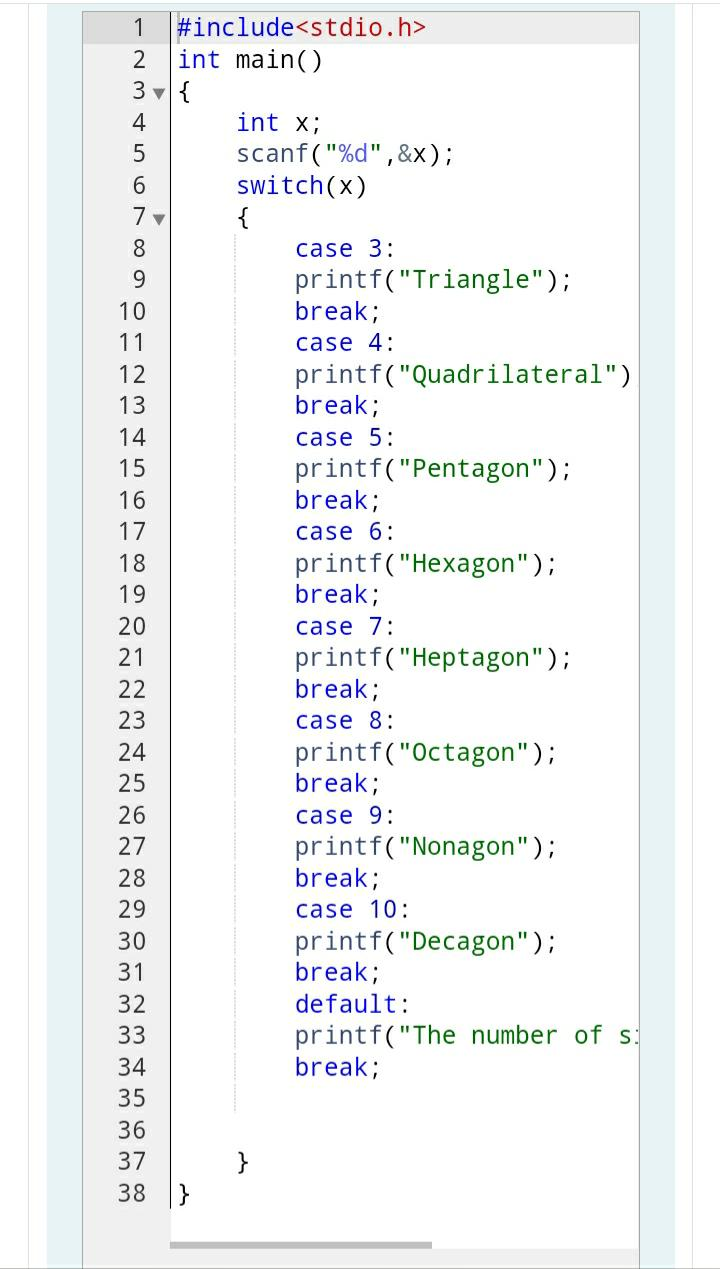 1 #include<stdio.h>
2 int main()
3 {
4 int x;
5 scanf("%d",&x);
6 switch(x)
7 {
8 case 3:
9 printf("Triangle");
10 break;
11 case 4:
12 printf("Quadrilateral")
13 break;
14 case 5:
15 printf("Pentagon");
16 break;
17 case 6:
18 printf("Hexagon");
19 break;
20 case 7:
21 printf("Heptagon");
22 break;
23 case 8:
24 printf("Octagon");
25 break;
26 case 9:
27 printf("Nonagon");
28 break;
29 case 10:
30 printf("Decagon");
31 break;
32 default:
33 printf("The number of
34 break;
35
36
37 }
38 }